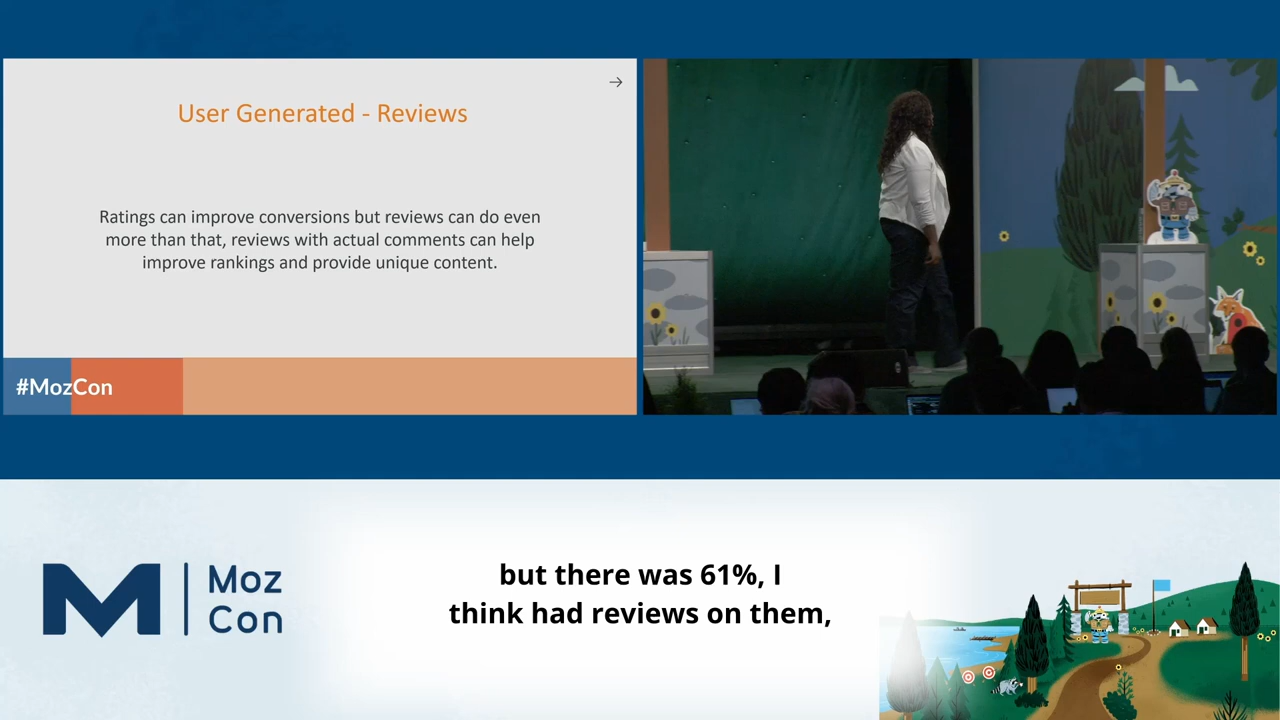 →
User Generated - Reviews
Ratings can improve conversions but reviews can do even
more than that, reviews with actual comments can help
improve rankings and provide unique content.
#MozCon
Moz
Con
but there was 61%, I
think had reviews on them,